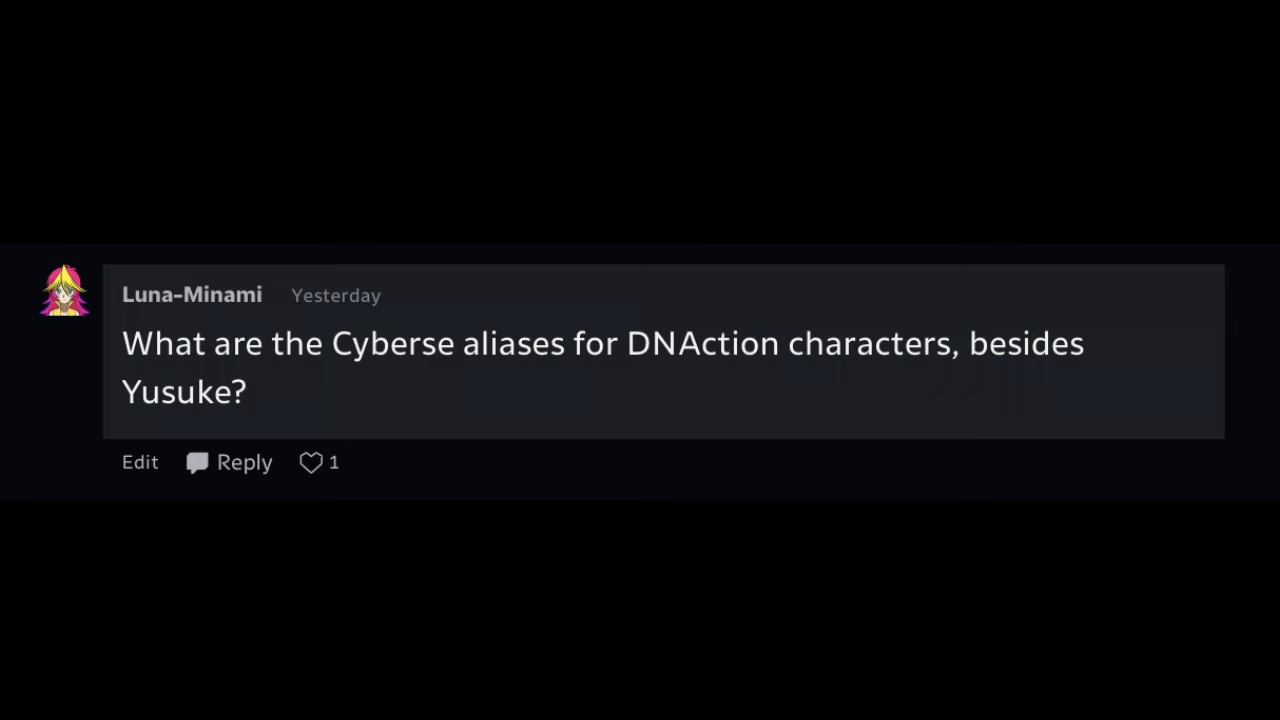 Luna-Minami Yesterday
What are the Cyberse aliases for DNAction characters, besides
Yusuke?
Edit Reply 1